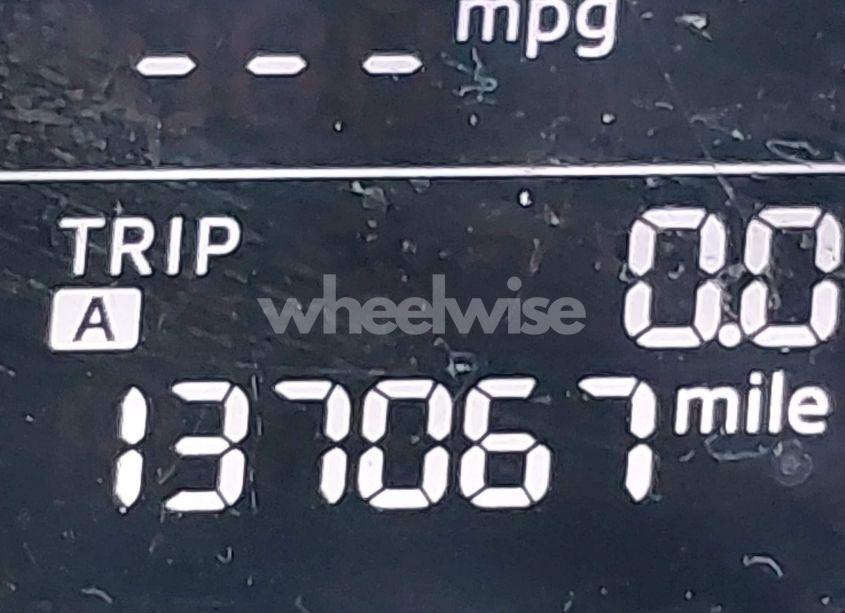 --- mpg
TRIP 0.0
A
wheelwise
137067 mile